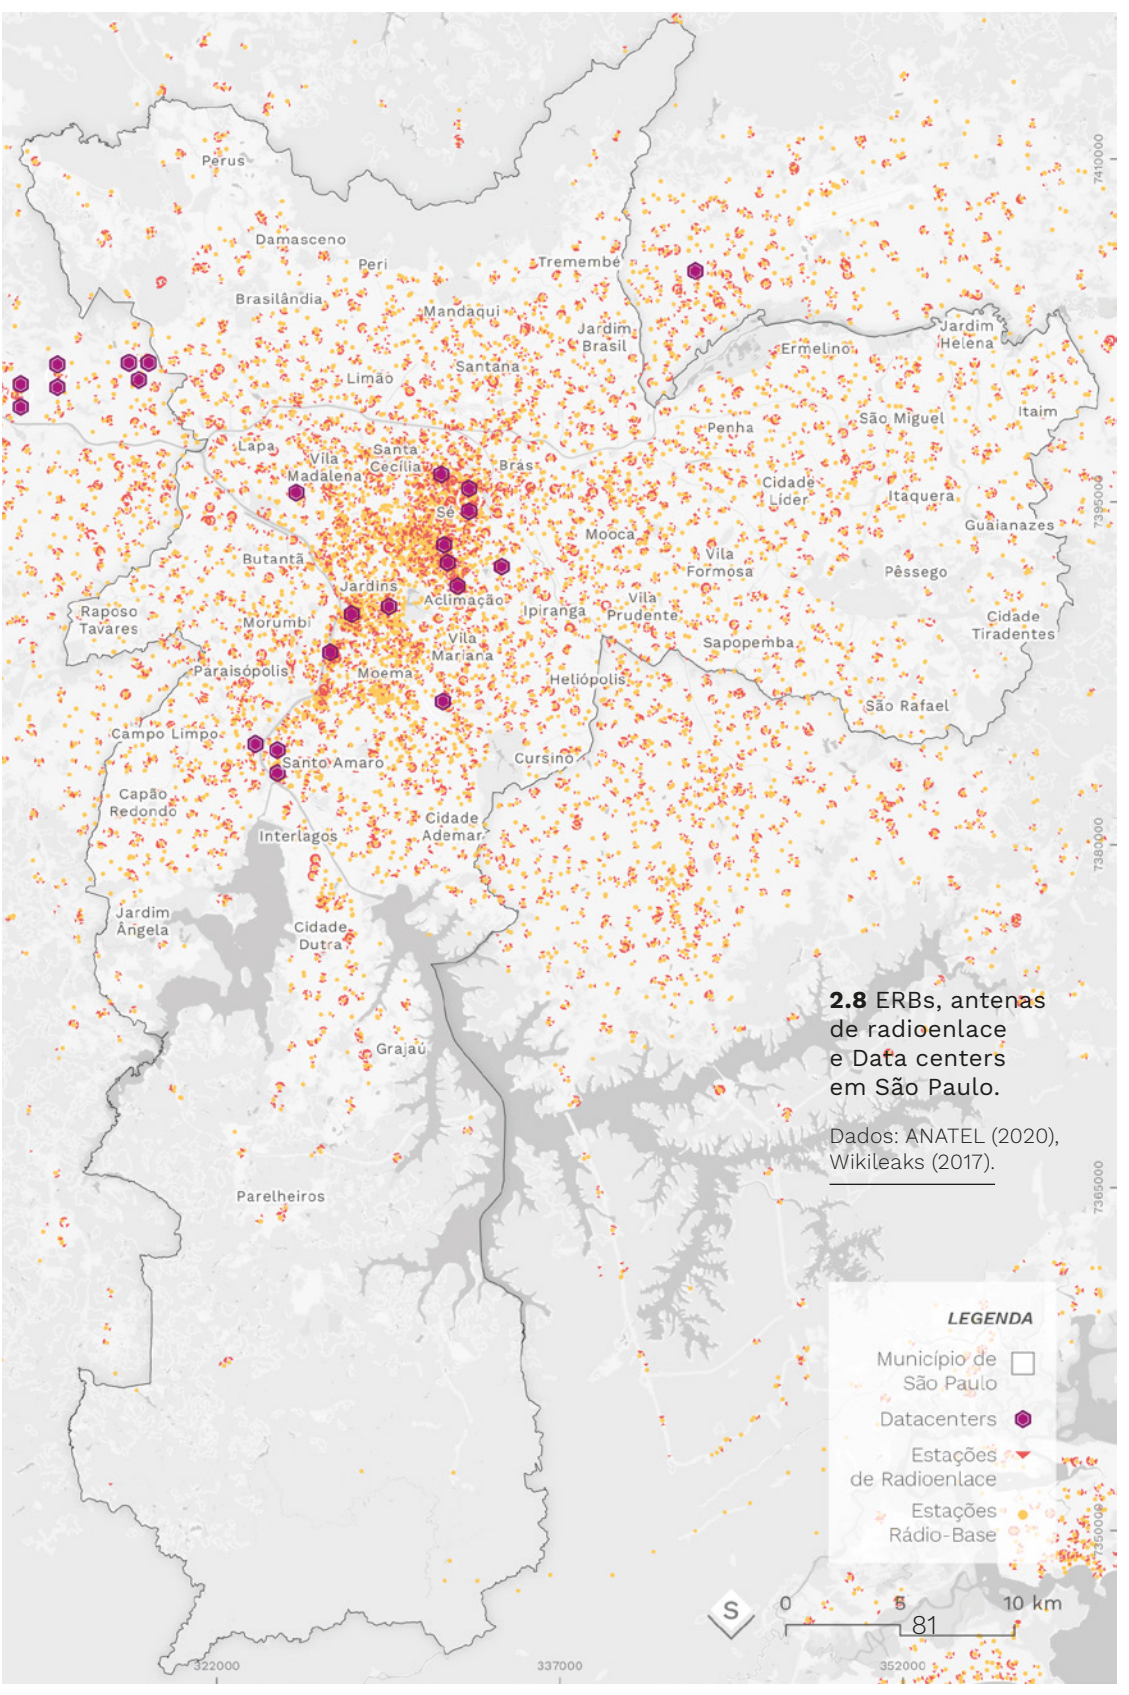 7410000
Perus
Damasceno
Peri
Tremembé
Brasilândia
Mandaqui
Jardim
Brasil
Jardim
Helena
Ermelino
Santana
Limão
São Miguel
Itaim
Penha
Lapa
Vila
Madalena
Santa
Cecília
Brás
Cidade
Líder
Itaquera
7395000
Sé
Guaianazes
Mooca
Butantã
Vila
Formosa
Pêssego
Jardins
Aclimação
Raposo
Tavares
Morumbi
Ipiranga
Vila
Prudente
Cidade
Tiradentes
Vila
Mariana
Sapopemba
Paraisópolis
Moema
Heliópolis
São Rafael
Campo Limpo
Santo Amaro
Cursino
Capão
Redondo
Interlagos
Cidade
Ademar
7380000
Jardim
Ângela
Cidade
Dutra
Grajaú
2.8 ERBs, antenas
de radioenlace
e Data centers
em São Paulo.
Dados: ANATEL (2020),
Wikileaks (2017).
7365000
Parelheiros
LEGENDA
Município de
São Paulo
Datacenters
Estações
de Radioenlace
Estações
Rádio-Base
7350000
S
0 5 10 km
81
322000 337000 352000